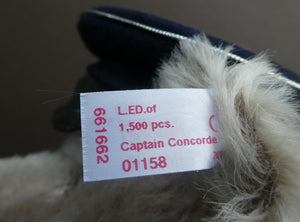 661662
L.ED.of
1,500 pcs.
Captain Concorde
01158